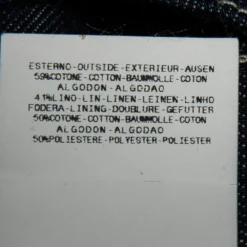 ESTERNO-OUTSIDE-EXTERIEUR-AUSEN
59%COTONE-COTTON-BAUMWOLLE-COTON
ALGODON-ALGODAO
41%LINO-LIN-LINEN-LEINEN-LINHO
FODERA-LINING-DOUBLURE-GEFUTTER
50%COTONE-COTTON-BAUMWOLLE-COTON
ALGODON-ALGODAO
50%POLIESTERE-POLYESTER-POLIESTER